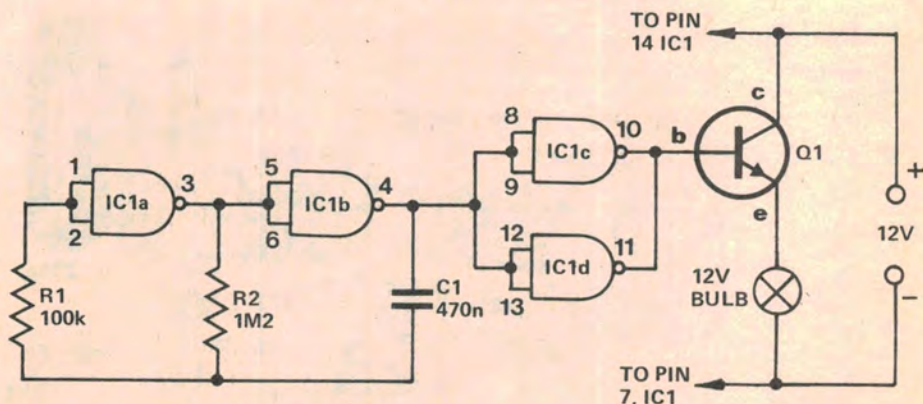 TO PIN
14 IC1
c
8
10
b
IC1c
Q1
9
1
5
3
4
IC1a
IC1b
+
2
6
e
12
12V
11
IC1d
R1
100k
R2
1M2
C1
470n
13
12V
BULB
−
TO PIN
7, IC1